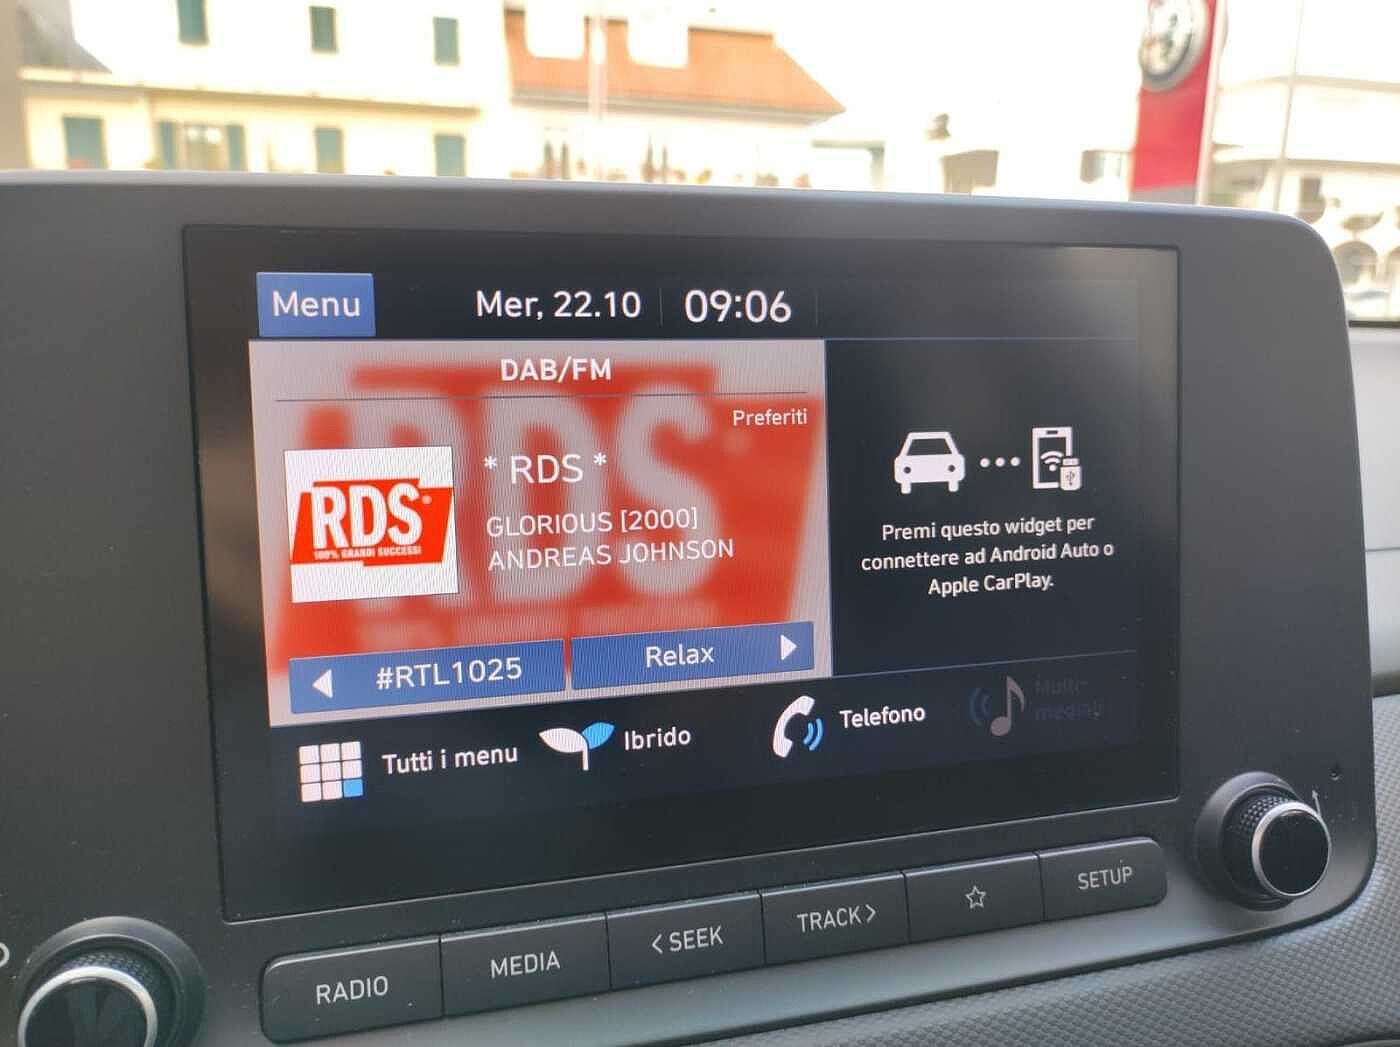 Menu
Mer, 22.10
09:06
DAB/FM
Preferiti
RDS
100% GRANDI SUCCESSI
* RDS *
GLORIOUS [2000]
ANDREAS JOHNSON
#RTL1025
Relax
Premi questo widget per
connettere ad Android Auto o
Apple CarPlay.
Tutti i menu
Ibrido
Telefono
Multi-
mediali
RADIO
MEDIA
< SEEK
TRACK >
☆
SETUP